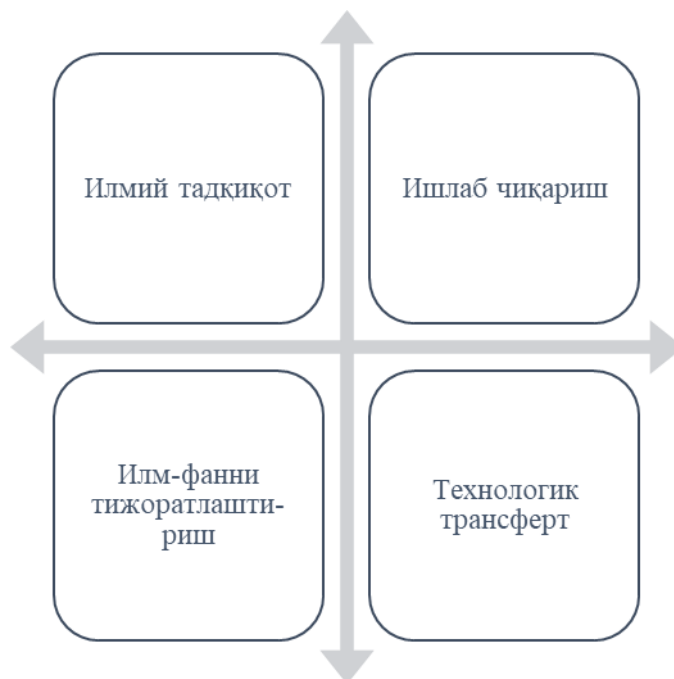 Илмий тадқиқот
Ишлаб чиқариш
Илм-фанни
тижоратлашти-
риш
Технологик
трансферт